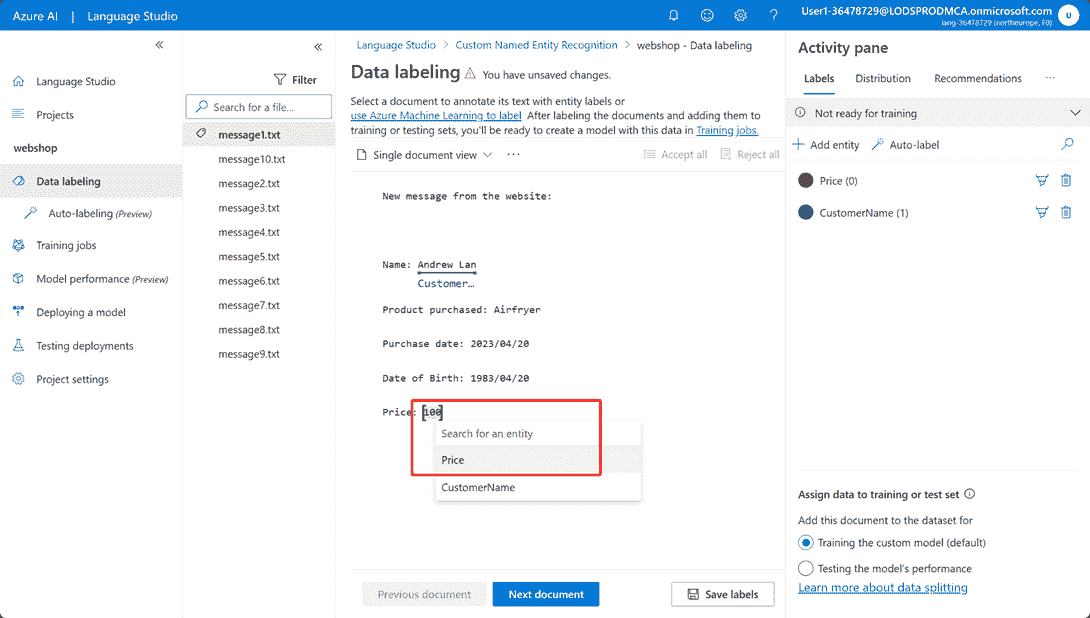 Azure AI | Language Studio
User1-36478729@LODSPRODMCA.onmicrosoft.com
lang-36478729 (northeurope, F0)
U
Language Studio
Projects
webshop
Data labeling
Auto-labeling (Preview)
Training jobs
Model performance (Preview)
Deploying a model
Testing deployments
Project settings
Filter
Search for a file...
message1.txt
message10.txt
message2.txt
message3.txt
message4.txt
message5.txt
message6.txt
message7.txt
message8.txt
message9.txt
Language Studio > Custom Named Entity Recognition > webshop - Data labeling
Data labeling You have unsaved changes.
Select a document to annotate its text with entity labels or
use Azure Machine Learning to label After labeling the documents and adding them to
training or testing sets, you'll be ready to create a model with this data in Training jobs.
Single document view ··· Accept all Reject all
New message from the website:
Name: Andrew Lan
Customer…
Product purchased: Airfryer
Purchase date: 2023/04/20
Date of Birth: 1983/04/20
Price: 100
Search for an entity
Price
CustomerName
Previous document Next document Save labels
Activity pane
Labels Distribution Recommendations ···
Not ready for training
Add entity Auto-label
Price (0)
CustomerName (1)
Assign data to training or test set
Add this document to the dataset for
Training the custom model (default)
Testing the model's performance
Learn more about data splitting